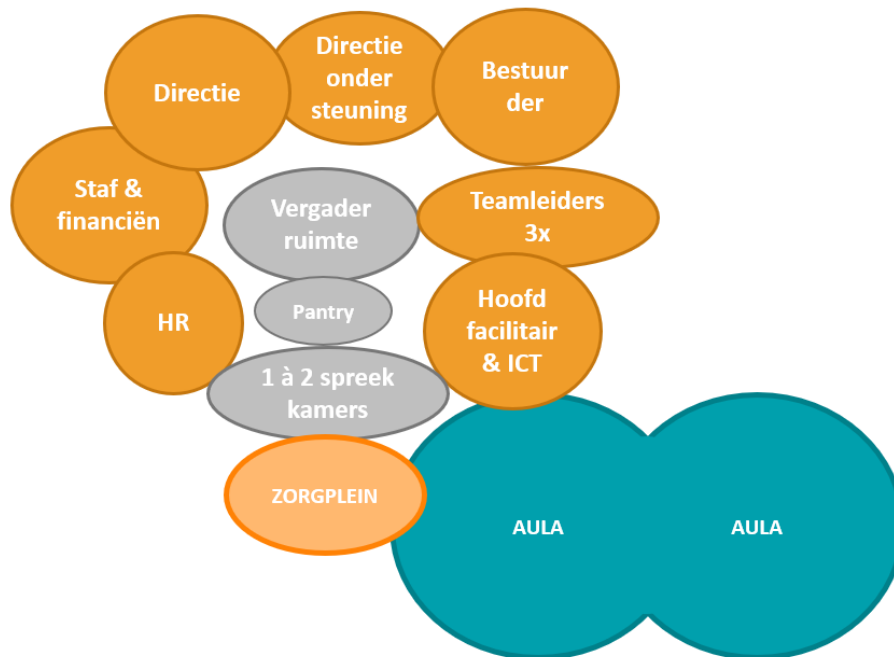 Directie
Directie
onder
steuning
Bestuur
der
Staf &
financiën
Vergader
ruimte
Teamleiders
3x
HR
Pantry
Hoofd
facilitair
& ICT
1 à 2 spreek
kamers
ZORGPLEIN
AULA
AULA